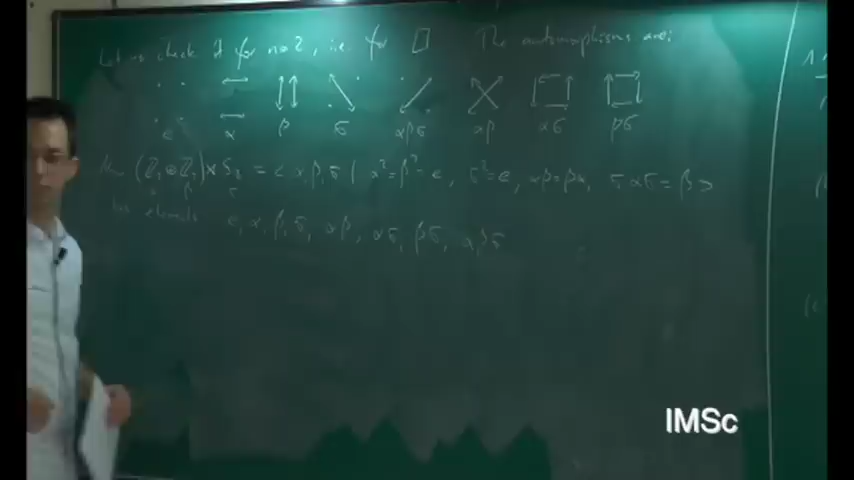 Let us check it for n=2, i.e. for □ The automorphisms are:
e α β σ αβσ αβ ασ βσ
(ℤ₂⊕ℤ₂)⋊S₂ = < α, β, σ | α²=β²=e, σ²=e, αβ=βα, σασ=β >
α β σ
has elements e, α, β, σ, αβ, ασ, βσ, αβσ
IMSc